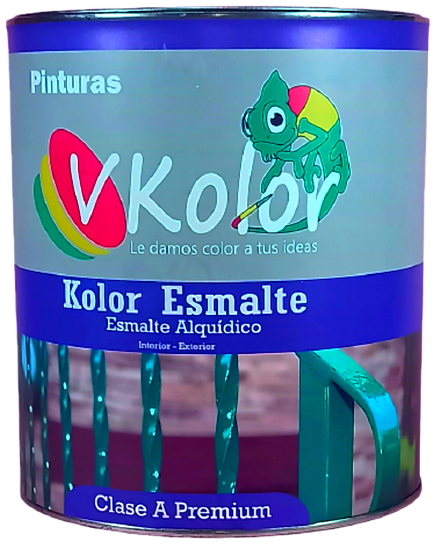 Pinturas
VKolor
Le damos color a tus ideas
Kolor Esmalte
Esmalte Alquídico
Interior - Exterior
Clase A Premium